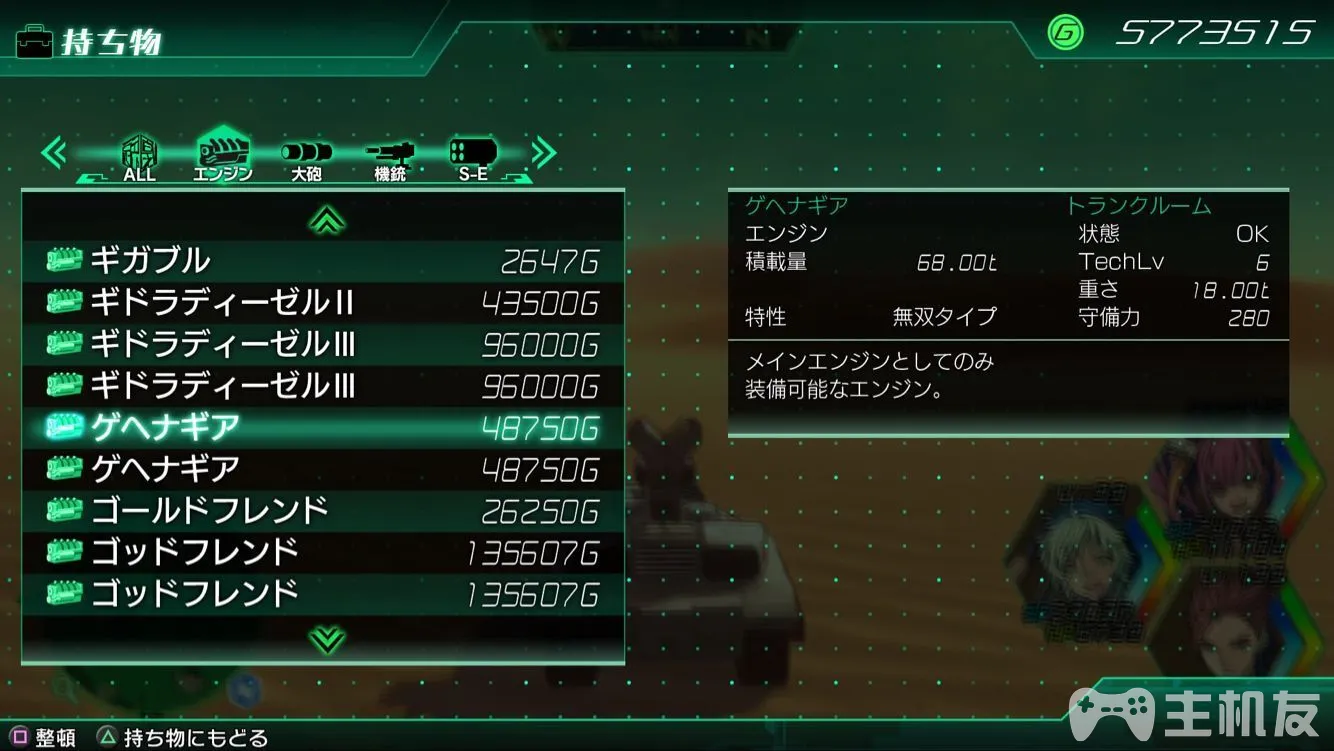 持ち物
5773515
ALL
エンジン
大砲
機銃
S-E
ギガブル 2647G
ギドラディーゼルⅡ 43500G
ギドラディーゼルⅢ 96000G
ギドラディーゼルⅢ 96000G
ゲヘナギア 48750G
ゲヘナギア 48750G
ゴールドフレンド 26250G
ゴッドフレンド 135607G
ゴッドフレンド 135607G
ゲヘナギア トランクルーム
エンジン 状態 OK
積載量 68.00t TechLv 6
重さ 18.00t
特性 無双タイプ 守備力 280
メインエンジンとしてのみ
装備可能なエンジン。
整頓 持ち物にもどる
主机友